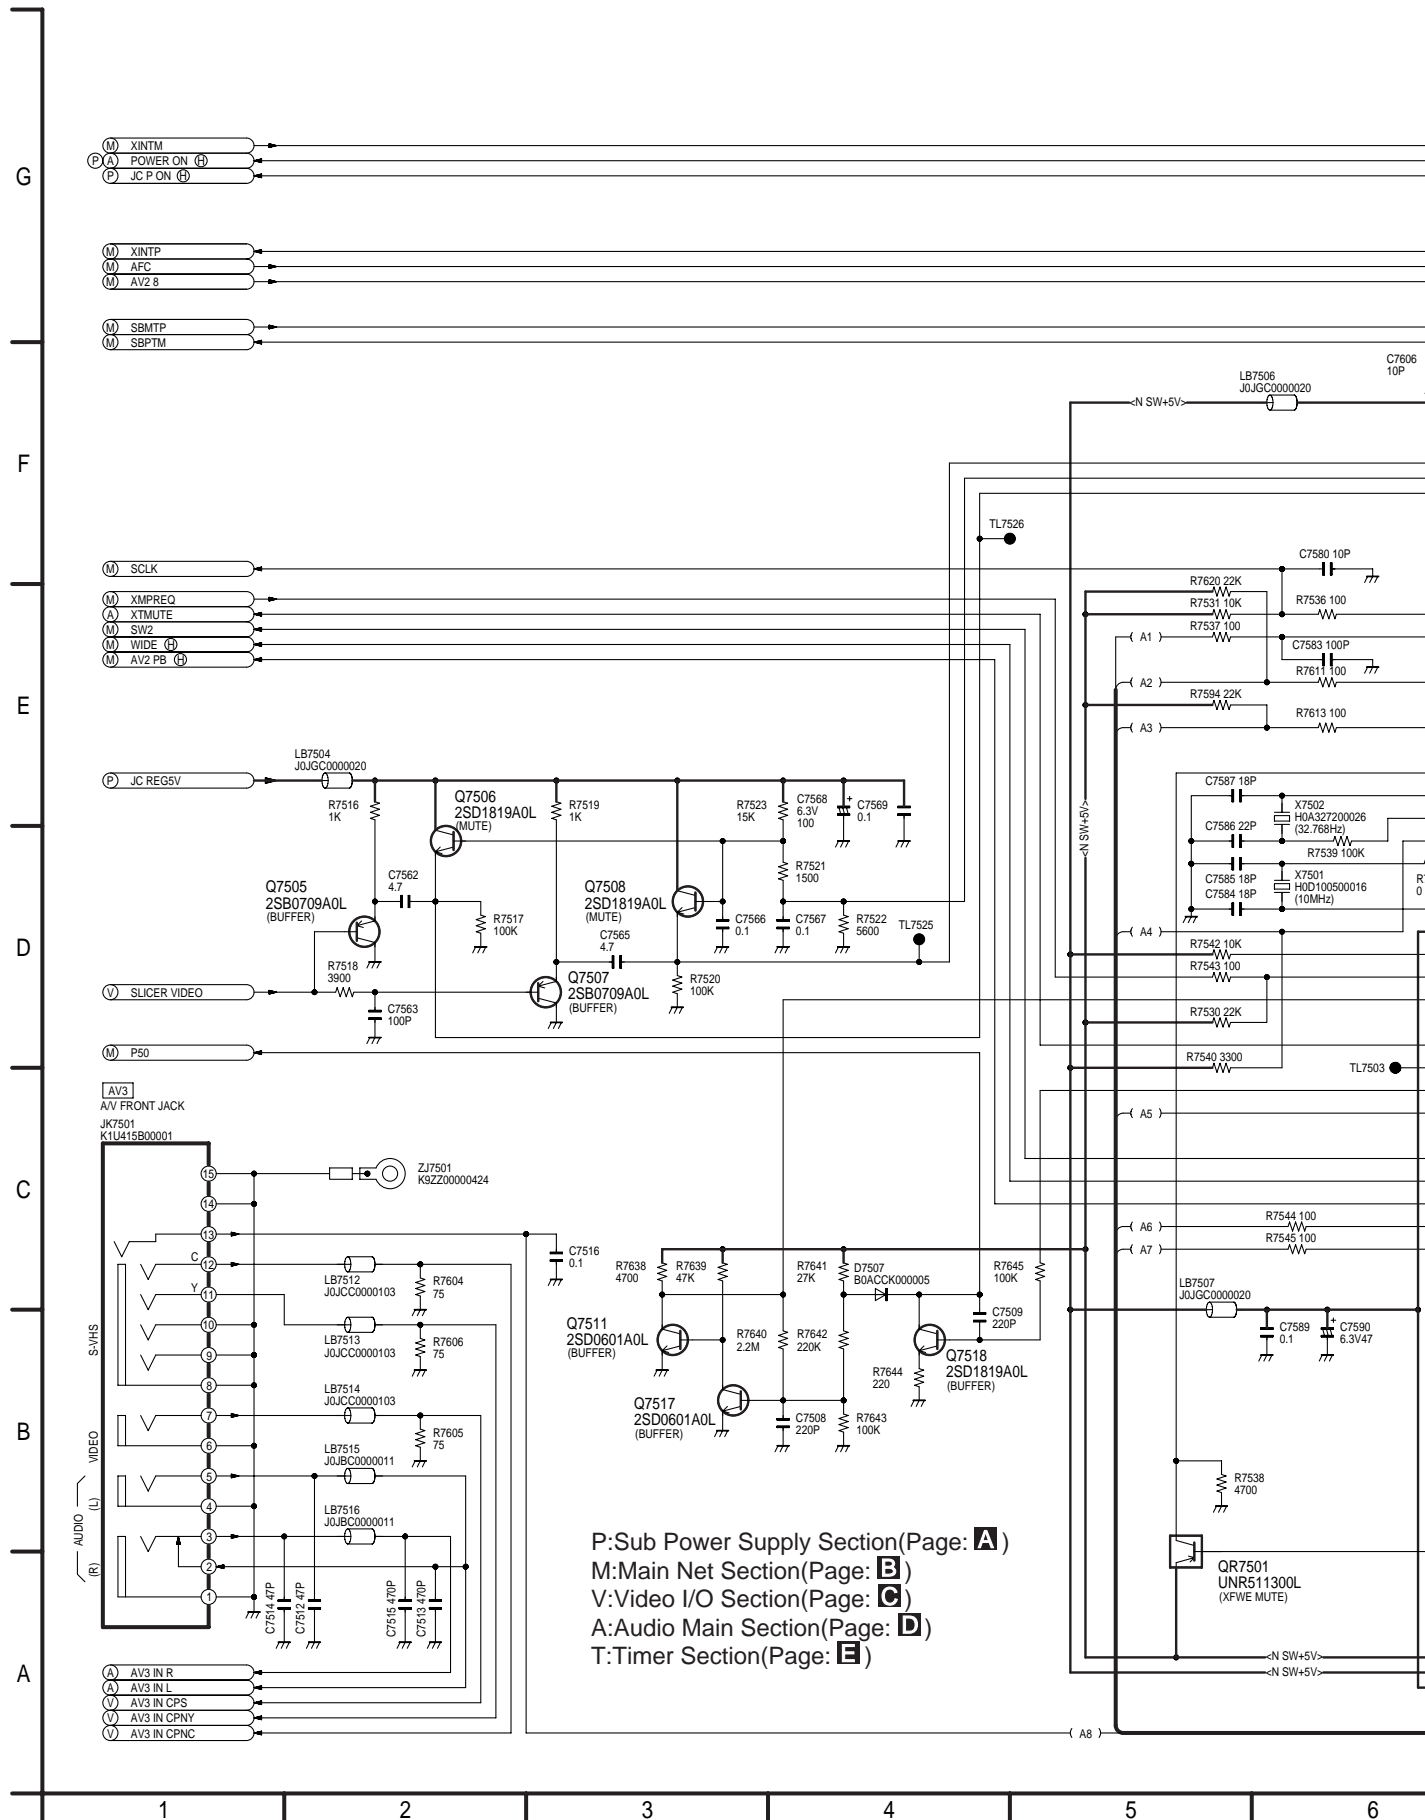 G
F
E
D
C
B
A
M XINTM
P A POWER ON H
P JC P ON H
M XINTP
M AFC
M AV2 8
M SBMTP
M SBPTM
C7606
10P
LB7506
J0JGC0000020
<N SW+5V>
TL7526
M SCLK
M XMPREQ
A XTMUTE
M SW2
M WIDE H
M AV2 PB H
C7580 10P
R7620 22K
R7531 10K
R7536 100
R7537 100
A1
C7583 100P
R7611 100
A2
R7594 22K
R7613 100
A3
P JC REG5V
LB7504
J0JGC0000020
R7516
1K
Q7506
2SD1819A0L
(MUTE)
R7519
1K
R7523
15K
C7568
6.3V
100
+
C7569
0.1
<N SW+5V>
C7587 18P
X7502
H0A327200026
(32.768Hz)
C7586 22P
R7539 100K
C7585 18P
X7501
H0D100500016
(10MHz)
C7584 18P
R7
0
Q7505
2SB0709A0L
(BUFFER)
C7562
4.7
R7517
100K
Q7508
2SD1819A0L
(MUTE)
R7521
1500
C7566
0.1
C7567
0.1
R7522
5600
TL7525
C7565
4.7
R7518
3900
V SLICER VIDEO
C7563
100P
Q7507
2SB0709A0L
(BUFFER)
R7520
100K
A4
R7542 10K
R7543 100
R7530 22K
R7540 3300
TL7503
M P50
AV3
A/V FRONT JACK
JK7501
K1U415B00001
A5
15
14
13
12
11
10
9
8
7
6
5
4
3
2
1
C
Y
S-VHS
VIDEO
AUDIO
(L)
(R)
ZJ7501
K9ZZ00000424
C7516
0.1
LB7512
J0JCC0000103
R7604
75
LB7513
J0JCC0000103
R7606
75
LB7514
J0JCC0000103
R7605
75
LB7515
J0JBC0000011
LB7516
J0JBC0000011
C7514 47P
C7512 47P
C7515 470P
C7513 470P
R7638
4700
R7639
47K
R7641
27K
D7507
B0ACCK000005
R7645
100K
Q7511
2SD0601A0L
(BUFFER)
R7640
2.2M
R7642
220K
C7509
220P
Q7518
2SD1819A0L
(BUFFER)
R7644
220
Q7517
2SD0601A0L
(BUFFER)
C7508
220P
R7643
100K
A6
R7544 100
A7
R7545 100
LB7507
J0JGC0000020
C7589
0.1
+
C7590
6.3V47
R7538
4700
QR7501
UNR511300L
(XFWE MUTE)
P:Sub Power Supply Section(Page: A )
M:Main Net Section(Page: B )
V:Video I/O Section(Page: C )
A:Audio Main Section(Page: D )
T:Timer Section(Page: E )
<N SW+5V>
<N SW+5V>
A AV3 IN R
A AV3 IN L
V AV3 IN CPS
V AV3 IN CPNY
V AV3 IN CPNC
A8
1 2 3 4 5 6